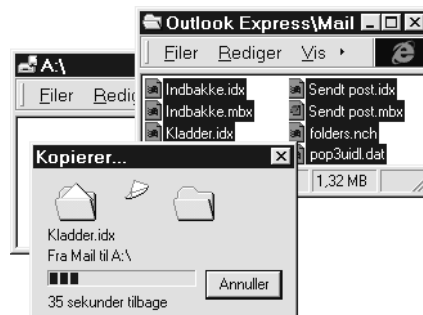 Outlook Express\Mail
Filer Rediger Vis
Indbakke.idx Sendt post.idx
Indbakke.mbx Sendt post.mbx
Kladder.idx folders.nch
pop3uidl.dat
1,32 MB
A:\
Filer
Kopierer...
Kladder.idx
Fra Mail til A:\
35 sekunder tilbage
Annuller